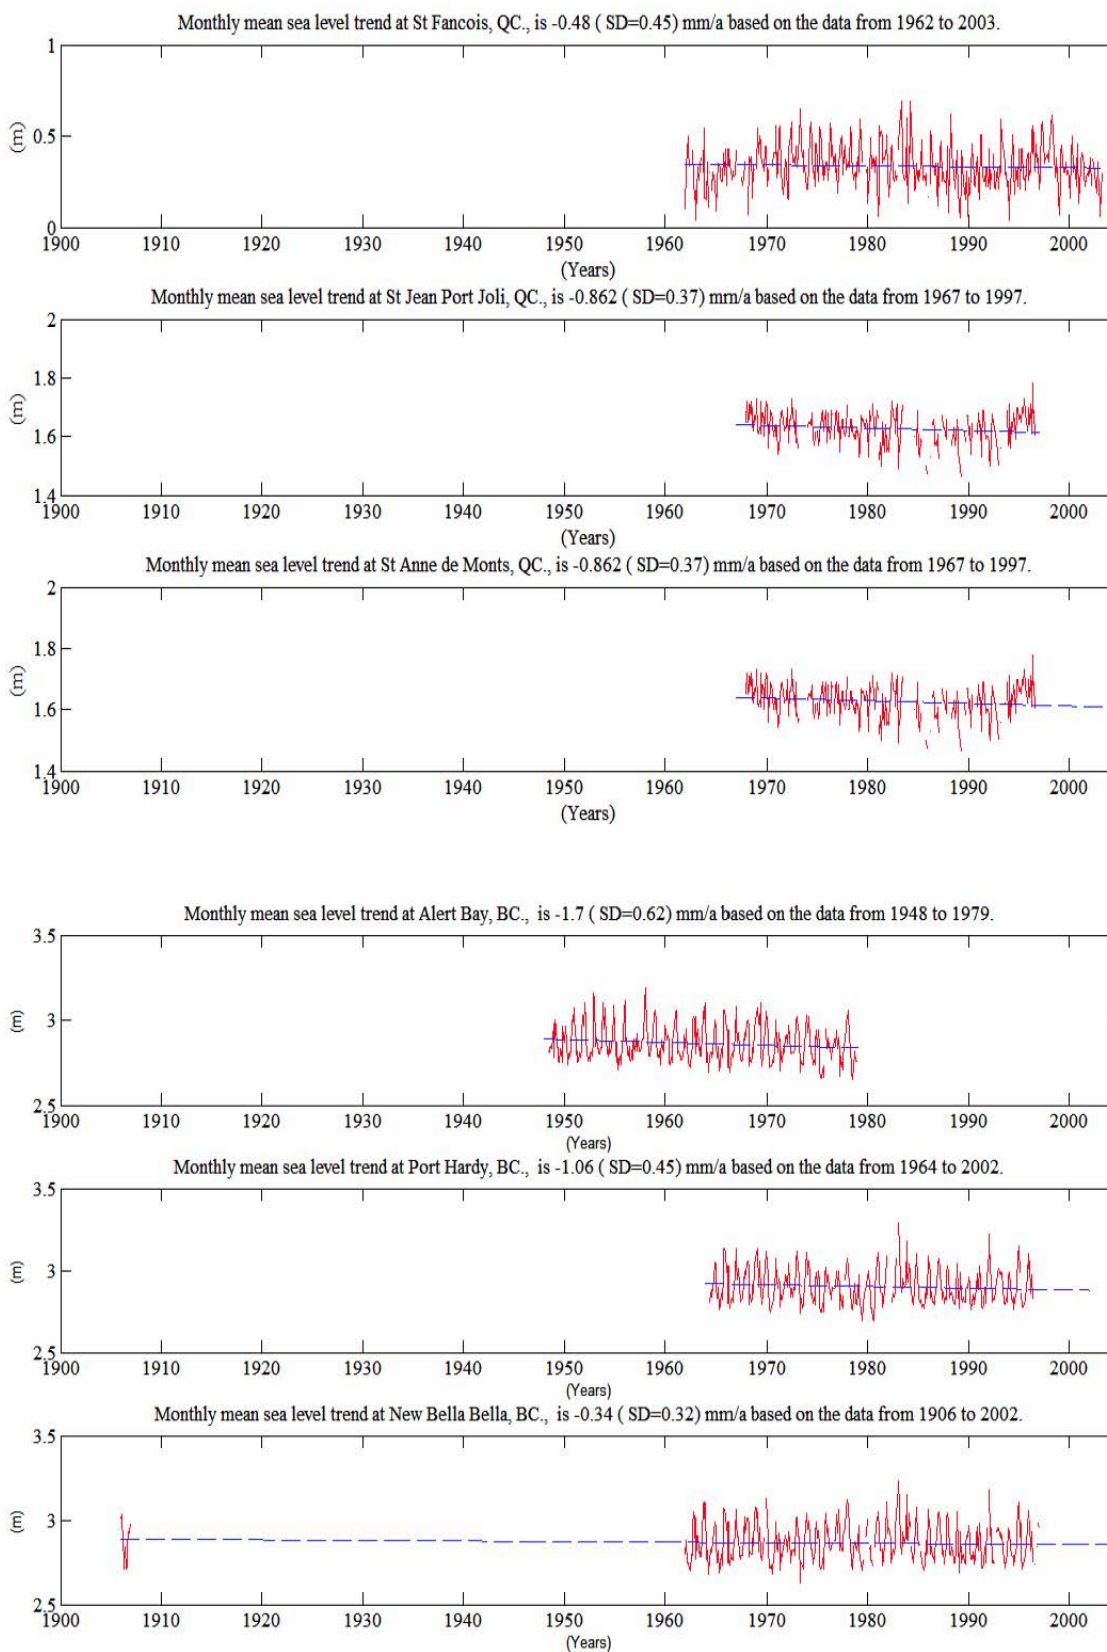 Monthly mean sea level trend at St Fancois, QC., is -0.48 ( SD=0.45) mm/a based on the data from 1962 to 2003.
1
0.5
(m)
0
1900 1910 1920 1930 1940 1950 1960 1970 1980 1990 2000
(Years)
Monthly mean sea level trend at St Jean Port Joli, QC., is -0.862 ( SD=0.37) mm/a based on the data from 1967 to 1997.
2
1.8
(m)
1.6
1.4
1900 1910 1920 1930 1940 1950 1960 1970 1980 1990 2000
(Years)
Monthly mean sea level trend at St Anne de Monts, QC., is -0.862 ( SD=0.37) mm/a based on the data from 1967 to 1997.
2
1.8
(m)
1.6
1.4
1900 1910 1920 1930 1940 1950 1960 1970 1980 1990 2000
(Years)
Monthly mean sea level trend at Alert Bay, BC., is -1.7 ( SD=0.62) mm/a based on the data from 1948 to 1979.
3.5
3
(m)
2.5
1900 1910 1920 1930 1940 1950 1960 1970 1980 1990 2000
(Years)
Monthly mean sea level trend at Port Hardy, BC., is -1.06 ( SD=0.45) mm/a based on the data from 1964 to 2002.
3.5
3
(m)
2.5
1900 1910 1920 1930 1940 1950 1960 1970 1980 1990 2000
(Years)
Monthly mean sea level trend at New Bella Bella, BC., is -0.34 ( SD=0.32) mm/a based on the data from 1906 to 2002.
3.5
3
(m)
2.5
1900 1910 1920 1930 1940 1950 1960 1970 1980 1990 2000
(Years)